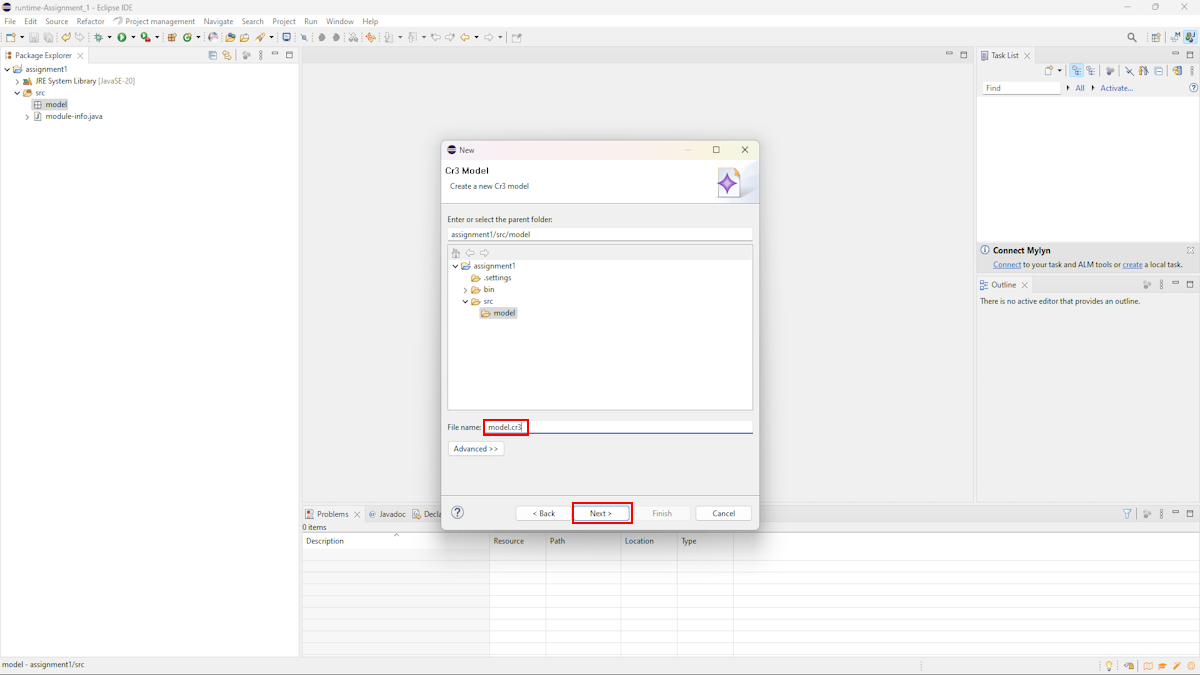 runtime-Assignment_1 - Eclipse IDE
File Edit Source Refactor Project management Navigate Search Project Run Window Help
Package Explorer
assignment1
JRE System Library [JavaSE-20]
src
model
module-info.java
Task List
Find
All
Activate...
Connect Mylyn
Connect to your task and ALM tools or create a local task.
Outline
There is no active editor that provides an outline.
New
Cr3 Model
Create a new Cr3 model
Enter or select the parent folder:
assignment1/src/model
assignment1
.settings
bin
src
model
File name: model.cr3
Advanced >>
< Back Next > Finish Cancel
Problems Javadoc Decla
0 items
Description Resource Path Location Type
model - assignment1/src